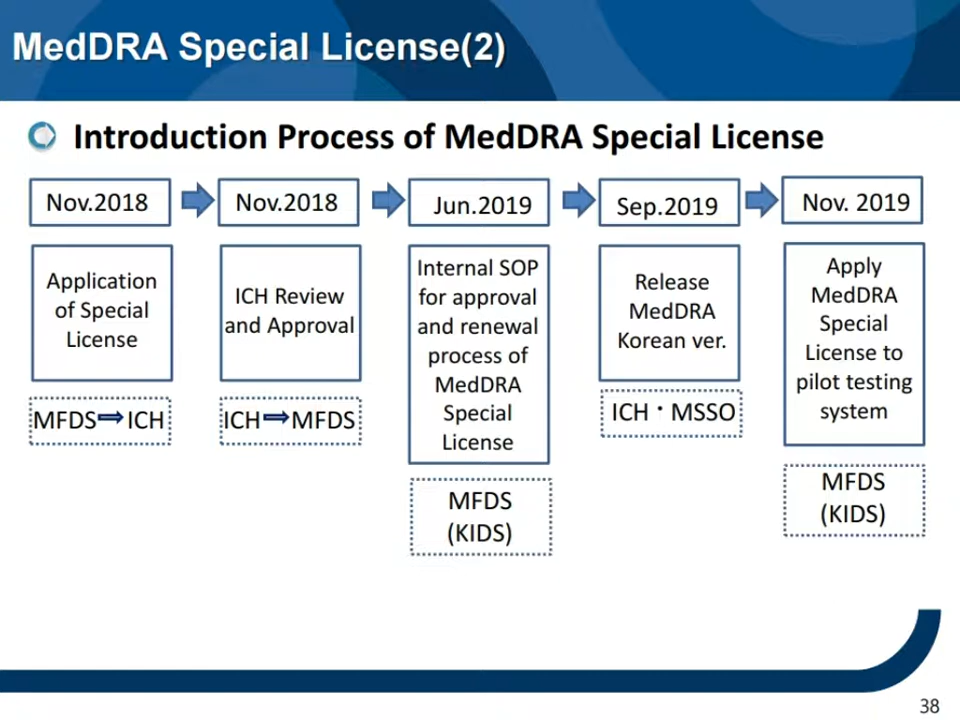 MedDRA Special License(2)
Introduction Process of MedDRA Special License
Nov.2018
Nov.2018
Jun.2019
Sep.2019
Nov. 2019
Application
of Special
License
ICH Review
and Approval
Internal SOP
for approval
and renewal
process of
MedDRA
Special
License
Release
MedDRA
Korean ver.
Apply
MedDRA
Special
License to
pilot testing
system
MFDS⇒ICH
ICH⇒MFDS
MFDS
(KIDS)
ICH・MSSO
MFDS
(KIDS)
38